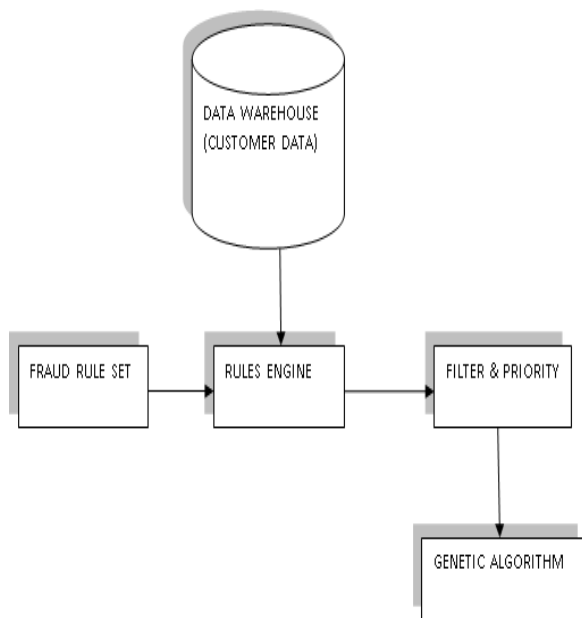 DATA WAREHOUSE
(CUSTOMER DATA)
FRAUD RULE SET
RULES ENGINE
FILTER & PRIORITY
GENETIC ALGORITHM